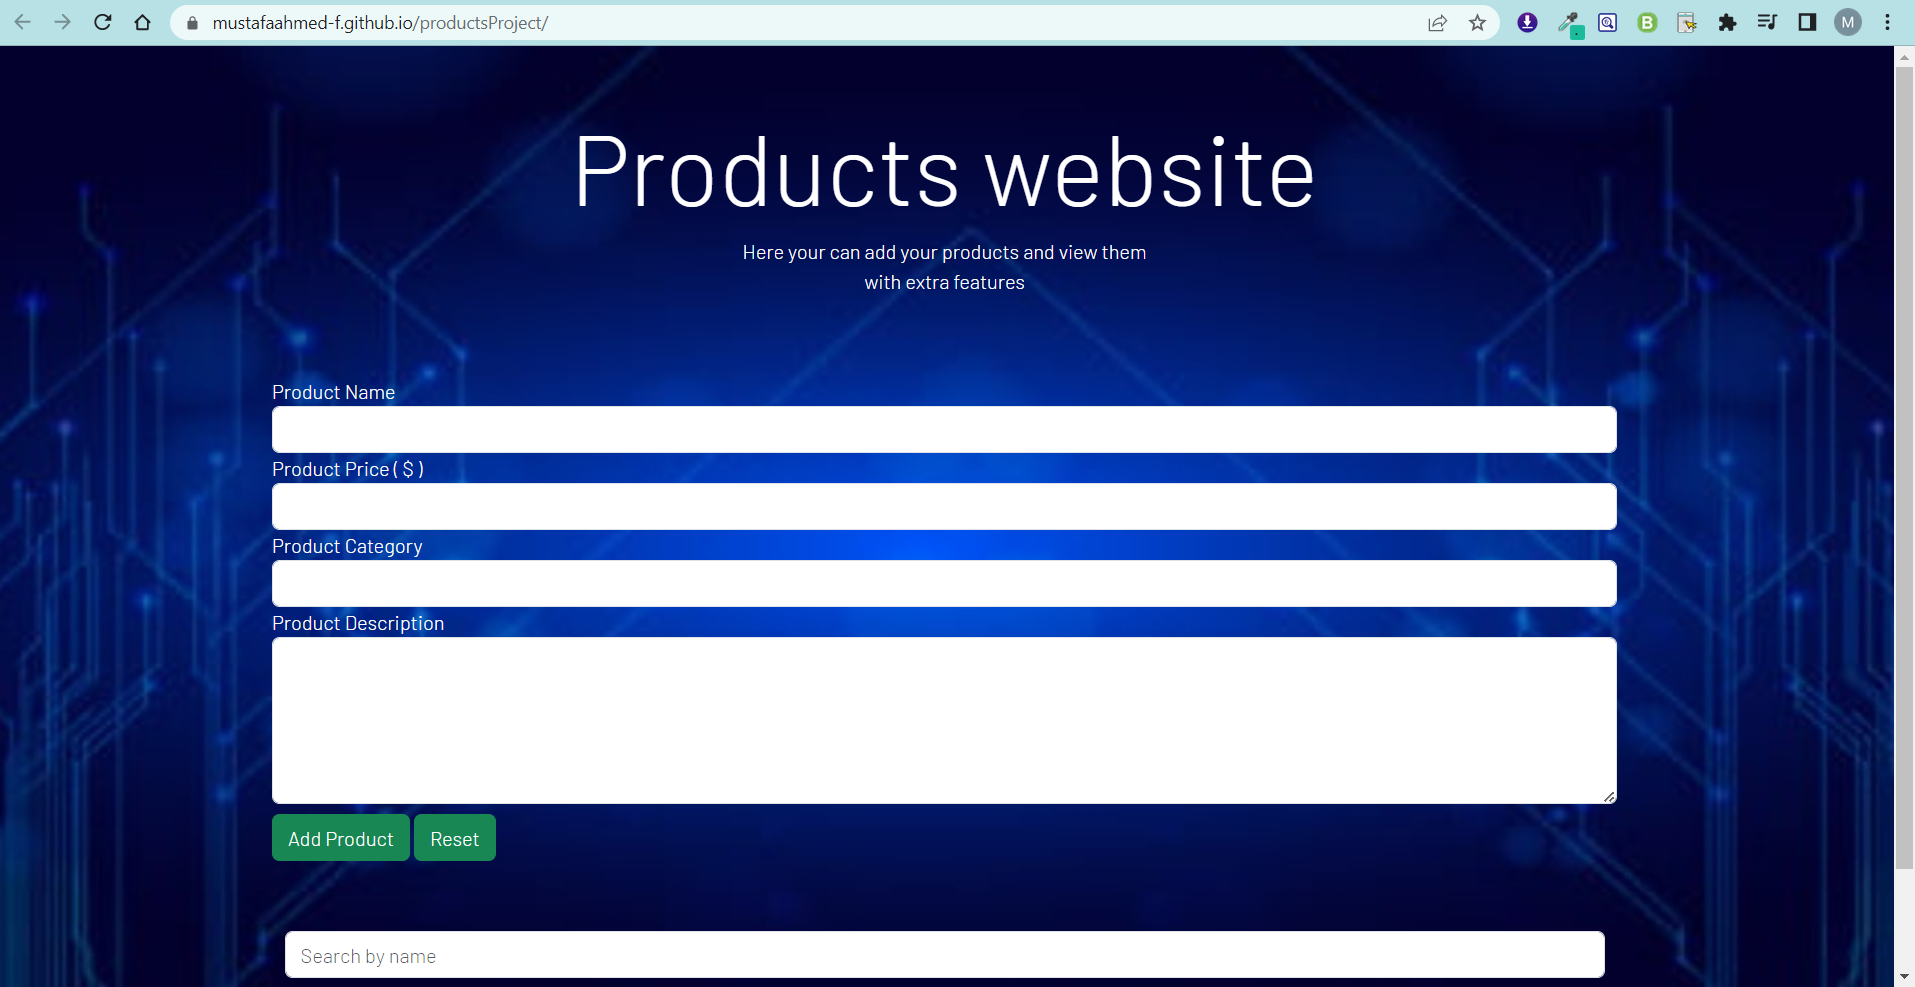 mustafaahmed-f.github.io/productsProject/
B
M
Products website
Here your can add your products and view them
with extra features
Product Name
Product Price ( $ )
Product Category
Product Description
Add Product Reset
Search by name